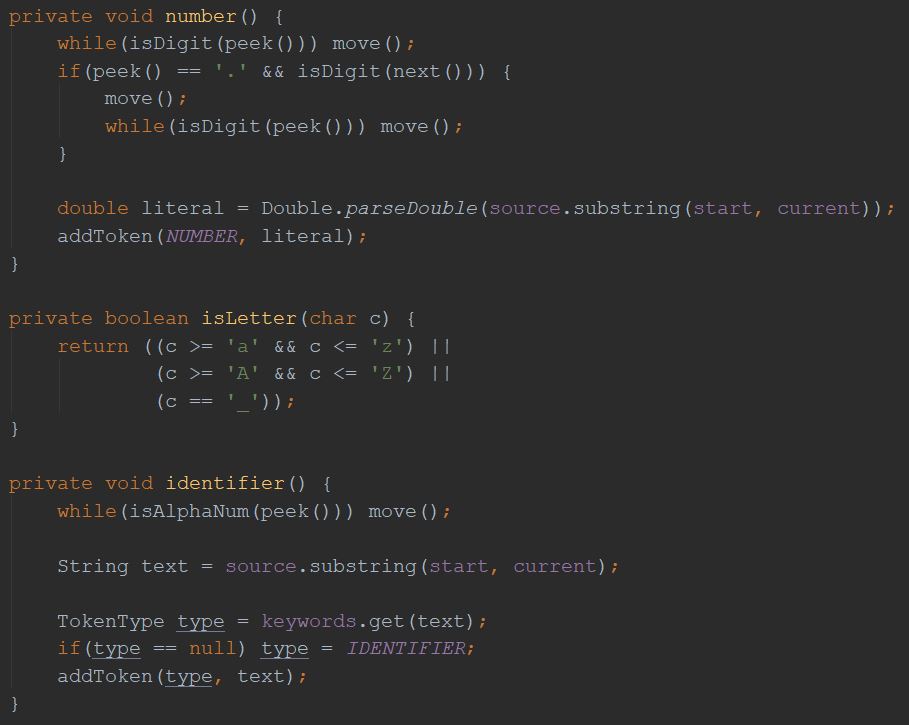 private void number() {
    while(isDigit(peek())) move();
    if(peek() == '.' && isDigit(next())) {
        move();
        while(isDigit(peek())) move();
    }

    double literal = Double.parseDouble(source.substring(start, current));
    addToken(NUMBER, literal);
}

private boolean isLetter(char c) {
    return ((c >= 'a' && c <= 'z') ||
            (c >= 'A' && c <= 'Z') ||
            (c == '_'));
}

private void identifier() {
    while(isAlphaNum(peek())) move();

    String text = source.substring(start, current);

    TokenType type = keywords.get(text);
    if(type == null) type = IDENTIFIER;
    addToken(type, text);
}